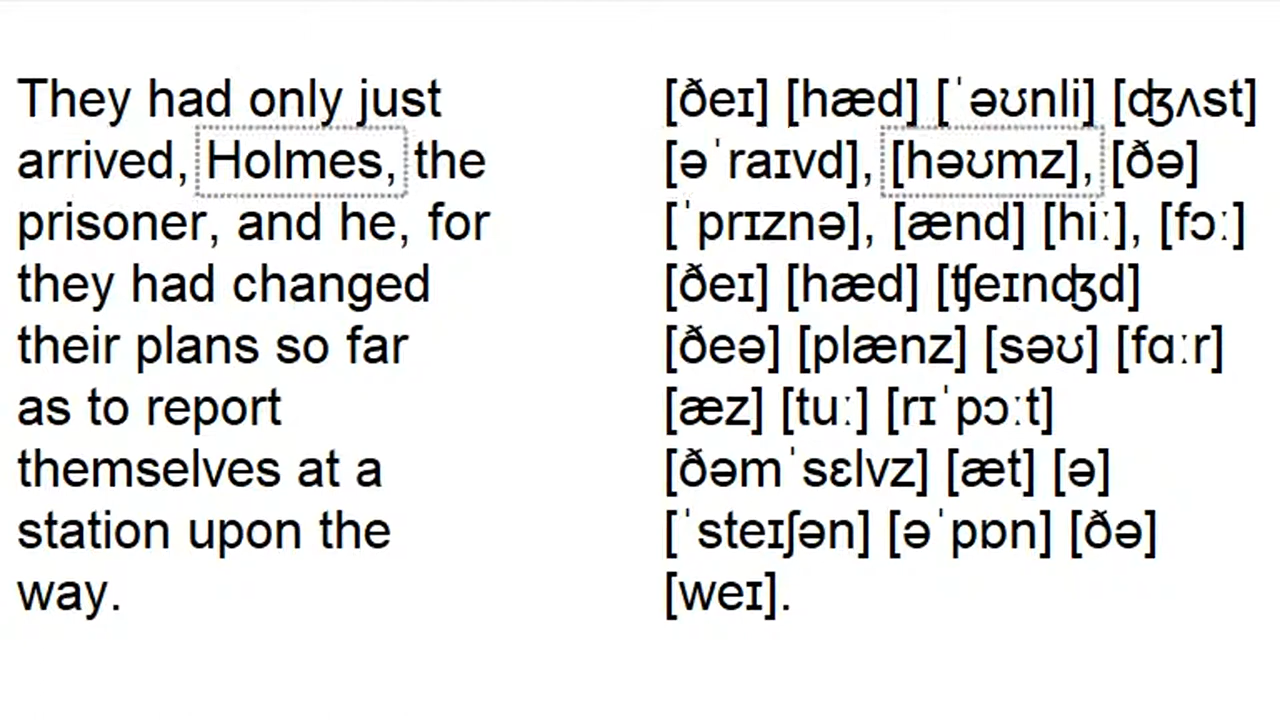 They had only just
arrived, Holmes, the
prisoner, and he, for
they had changed
their plans so far
as to report
themselves at a
station upon the
way.
[ðeɪ] [hæd] [ˈəʊnli] [ʤʌst]
[əˈraɪvd], [həʊmz], [ðə]
[ˈprɪznə], [ænd] [hiː], [fɔː]
[ðeɪ] [hæd] [ʧeɪnʤd]
[ðeə] [plænz] [səʊ] [fɑːr]
[æz] [tuː] [rɪˈpɔːt]
[ðəmˈsɛlvz] [æt] [ə]
[ˈsteɪʃən] [əˈpɒn] [ðə]
[weɪ].